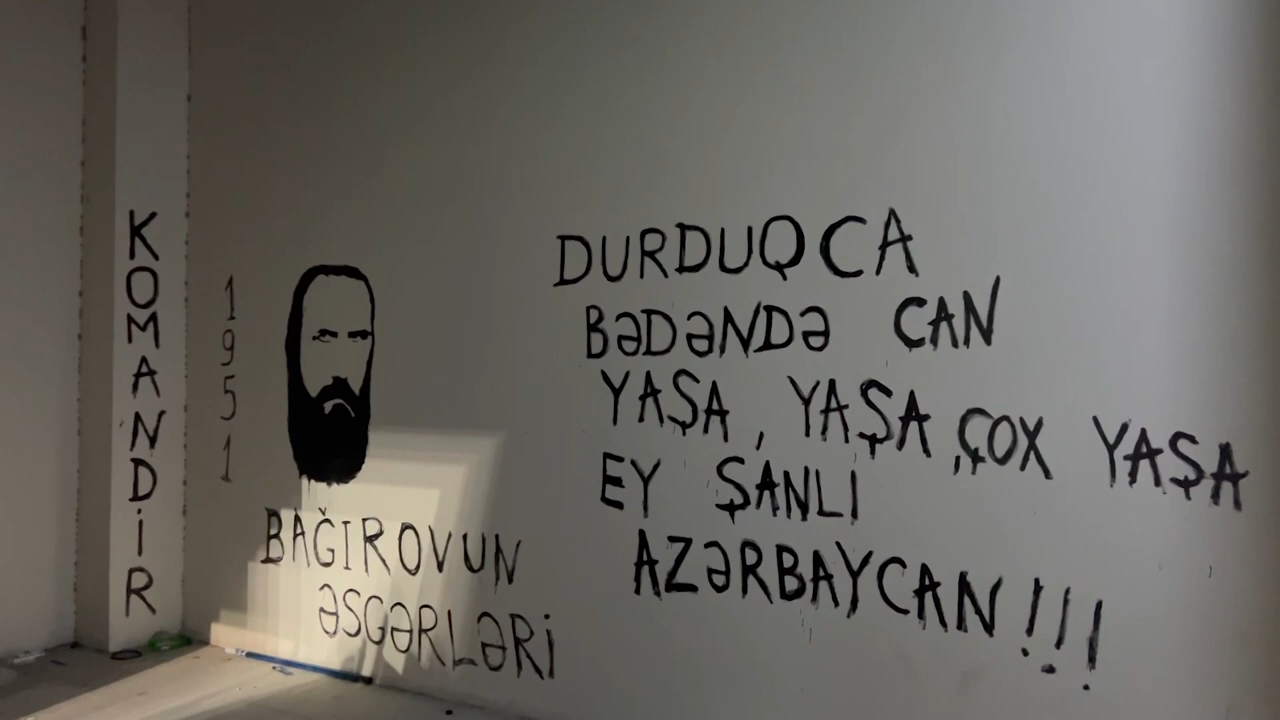 KOMANDİR
1951
BAĞIROVUN
ƏSGƏRLƏRİ
DURDUQCA
BƏDƏNDƏ CAN
YAŞA, YAŞA, ÇOX YAŞA
EY ŞANLI
AZƏRBAYCAN!!!